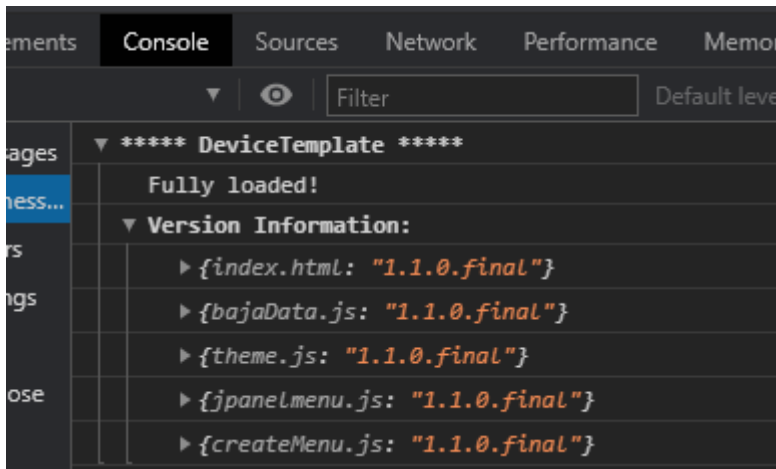 ements Console Sources Network Performance Memor
Filter Default leve
ages ***** DeviceTemplate *****
ness... Fully loaded!
Version Information:
rs {index.html: "1.1.0.final"}
ngs {bajaData.js: "1.1.0.final"}
{theme.js: "1.1.0.final"}
ose {jpanelmenu.js: "1.1.0.final"}
{createMenu.js: "1.1.0.final"}